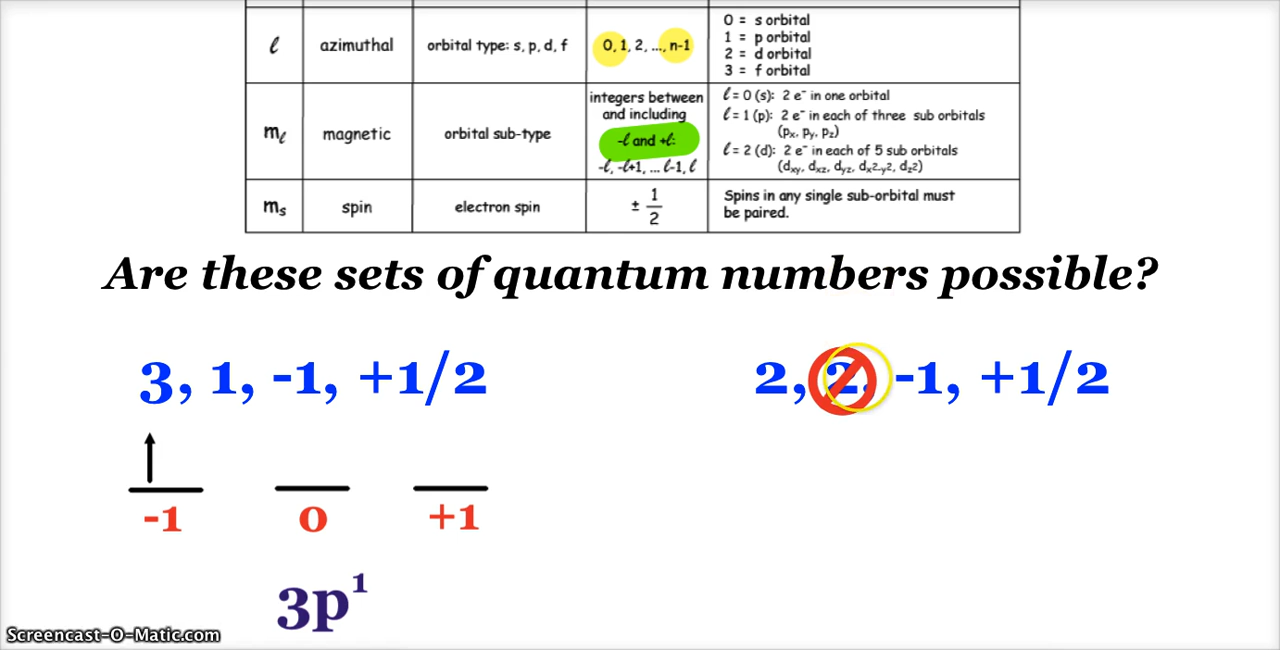 ℓ azimuthal orbital type: s, p, d, f 0, 1, 2, ..., n-1
0 = s orbital
1 = p orbital
2 = d orbital
3 = f orbital
mℓ magnetic orbital sub-type
integers between
and including
-ℓ and +ℓ:
-ℓ, -ℓ+1, ... ℓ-1, ℓ
ℓ = 0 (s): 2 e⁻ in one orbital
ℓ = 1 (p): 2 e⁻ in each of three sub orbitals
(px, py, pz)
ℓ = 2 (d): 2 e⁻ in each of 5 sub orbitals
(dxy, dxz, dyz, dx²-y², dz²)
ms spin electron spin ± 1/2
Spins in any single sub-orbital must
be paired.
Are these sets of quantum numbers possible?
3, 1, -1, +1/2
2, 2, -1, +1/2
-1 0 +1
3p¹
Screencast-O-Matic.com